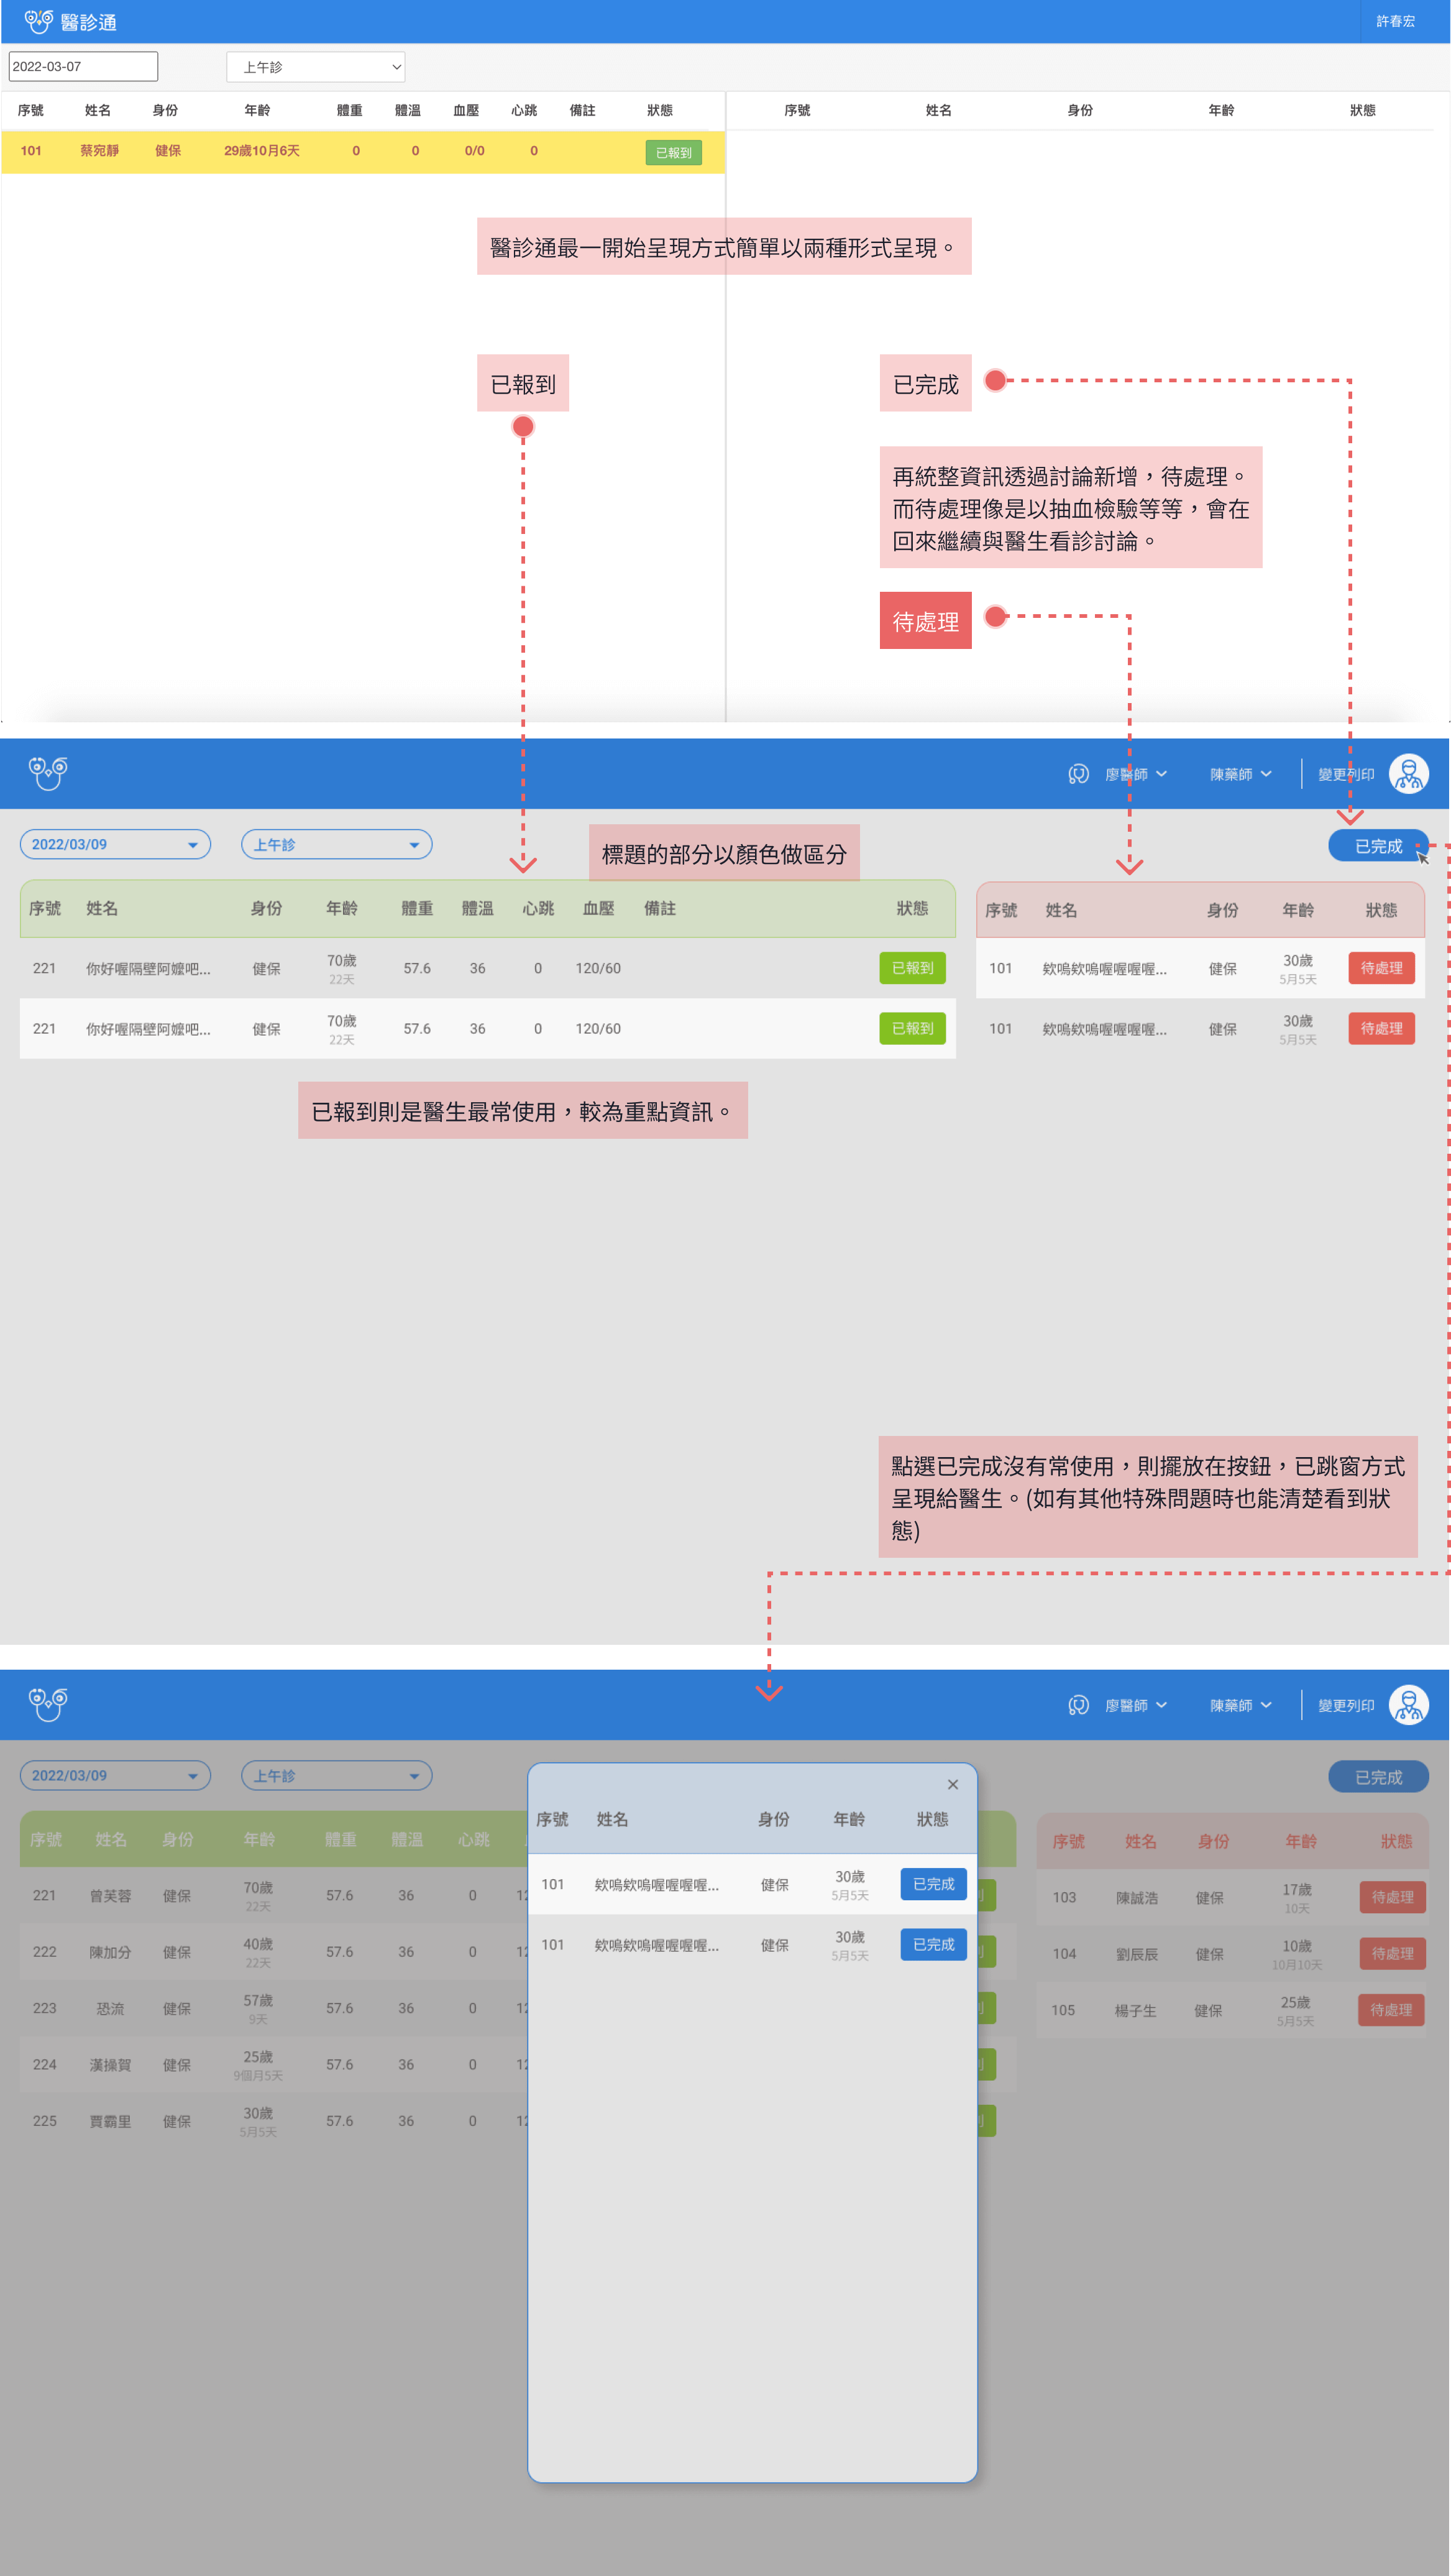 醫診通
許春宏
2022-03-07
上午診
序號 姓名 身份 年齡 體重 體溫 血壓 心跳 備註 狀態
序號 姓名 身份 年齡 狀態
101 蔡宛靜 健保 29歲10月6天 0 0 0/0 0 已報到
醫診通最一開始呈現方式簡單以兩種形式呈現。
已報到
已完成
再統整資訊透過討論新增，待處理。
而待處理像是以抽血檢驗等等，會在
回來繼續與醫生看診討論。
待處理
廖醫師 陳藥師 變更列印
2022/03/09 上午診
標題的部分以顏色做區分
已完成
序號 姓名 身份 年齡 體重 體溫 心跳 血壓 備註 狀態
221 你好喔隔壁阿嬤吧... 健保 70歲 57.6 36 0 120/60 已報到
22天
221 你好喔隔壁阿嬤吧... 健保 70歲 57.6 36 0 120/60 已報到
22天
序號 姓名 身份 年齡 狀態
101 欸嗚欸嗚喔喔喔喔... 健保 30歲 待處理
5月5天
101 欸嗚欸嗚喔喔喔喔... 健保 30歲 待處理
5月5天
已報到則是醫生最常使用，較為重點資訊。
點選已完成沒有常使用，則擺放在按鈕，已跳窗方式
呈現給醫生。(如有其他特殊問題時也能清楚看到狀
態)
廖醫師 陳藥師 變更列印
2022/03/09 上午診
已完成
序號 姓名 身份 年齡 體重 體溫 心跳
221 曾芙蓉 健保 70歲 57.6 36 0 12
22天
222 陳加分 健保 40歲 57.6 36 0 12
22天
223 恐流 健保 57歲 57.6 36 0 12
9天
224 漢操賀 健保 25歲 57.6 36 0 12
9個月5天
225 賈霸里 健保 30歲 57.6 36 0 12
5月5天
×
序號 姓名 身份 年齡 狀態
101 欸嗚欸嗚喔喔喔喔... 健保 30歲 已完成
5月5天
101 欸嗚欸嗚喔喔喔喔... 健保 30歲 已完成
5月5天
序號 姓名 身份 年齡 狀態
103 陳誠浩 健保 17歲 待處理
10天
104 劉辰辰 健保 10歲 待處理
10月10天
105 楊子生 健保 25歲 待處理
5月5天